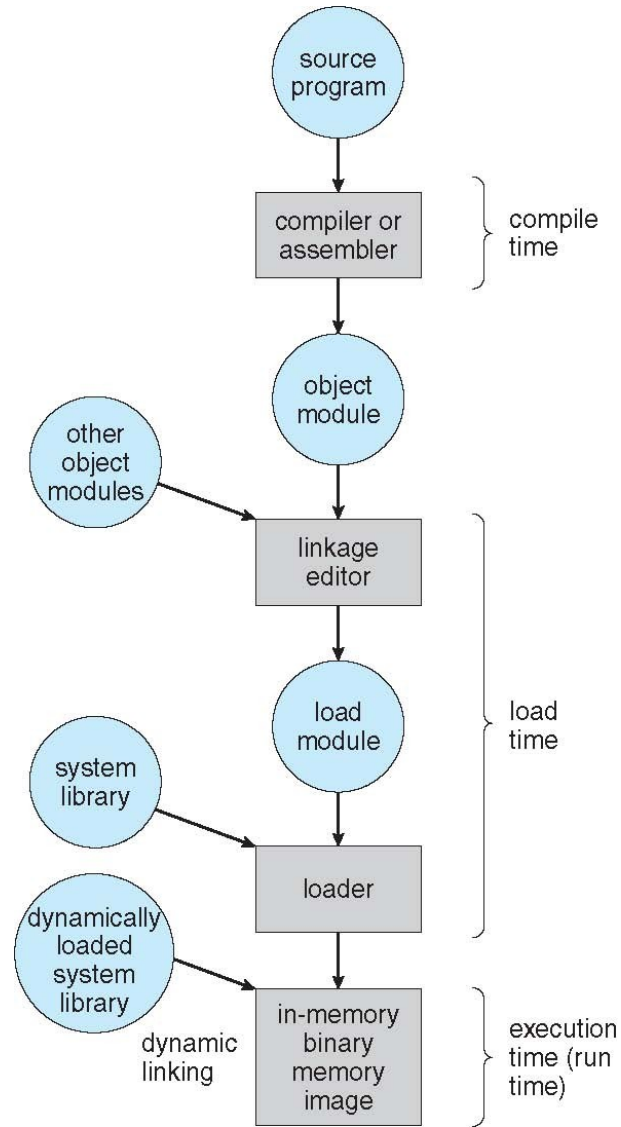 source
program
compiler or
assembler
compile
time
object
module
other
object
modules
linkage
editor
load
module
load
time
system
library
loader
dynamically
loaded
system
library
dynamic
linking
in-memory
binary
memory
image
execution
time (run
time)